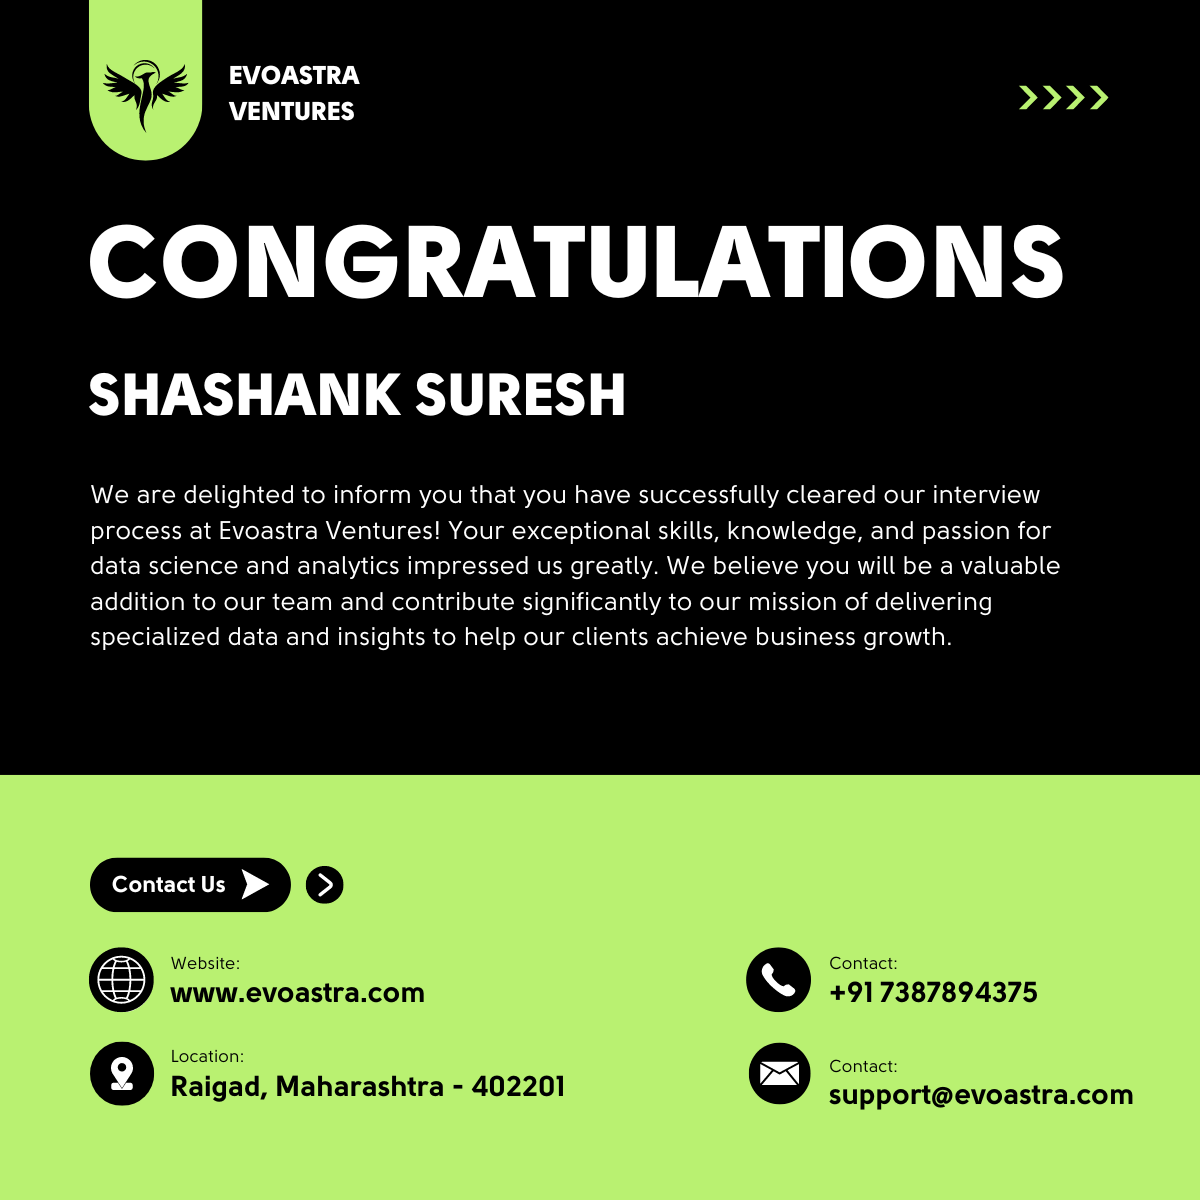 EVOASTRA
VENTURES
CONGRATULATIONS
SHASHANK SURESH
We are delighted to inform you that you have successfully cleared our interview
process at Evoastra Ventures! Your exceptional skills, knowledge, and passion for
data science and analytics impressed us greatly. We believe you will be a valuable
addition to our team and contribute significantly to our mission of delivering
specialized data and insights to help our clients achieve business growth.
Contact Us
Website:
www.evoastra.com
Contact:
+91 7387894375
Location:
Raigad, Maharashtra - 402201
Contact:
support@evoastra.com